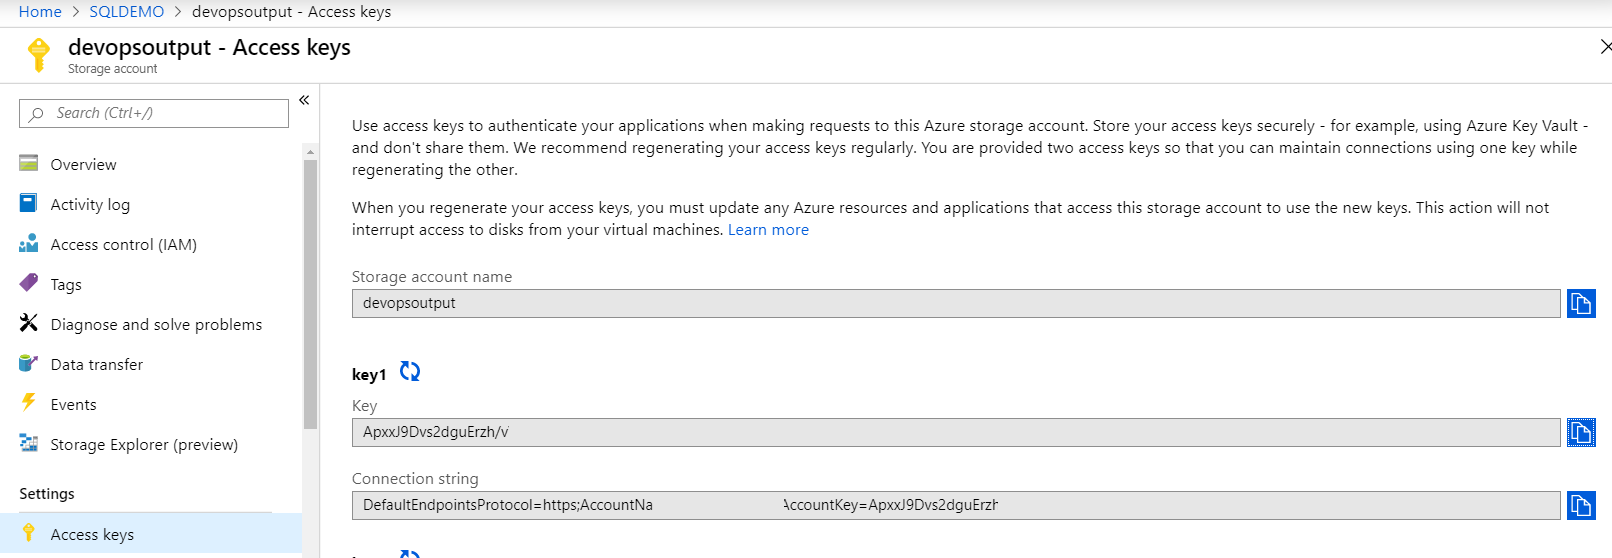 Home > SQLDEMO > devopsoutput - Access keys
devopsoutput - Access keys
Storage account
Search (Ctrl+/)
Overview
Activity log
Access control (IAM)
Tags
Diagnose and solve problems
Data transfer
Events
Storage Explorer (preview)
Settings
Access keys
Use access keys to authenticate your applications when making requests to this Azure storage account. Store your access keys securely - for example, using Azure Key Vault -
and don't share them. We recommend regenerating your access keys regularly. You are provided two access keys so that you can maintain connections using one key while
regenerating the other.
When you regenerate your access keys, you must update any Azure resources and applications that access this storage account to use the new keys. This action will not
interrupt access to disks from your virtual machines. Learn more
Storage account name
devopsoutput
key1
Key
ApxxJ9Dvs2dguErzh/v
Connection string
DefaultEndpointsProtocol=https;AccountNa AccountKey=ApxxJ9Dvs2dguErzh